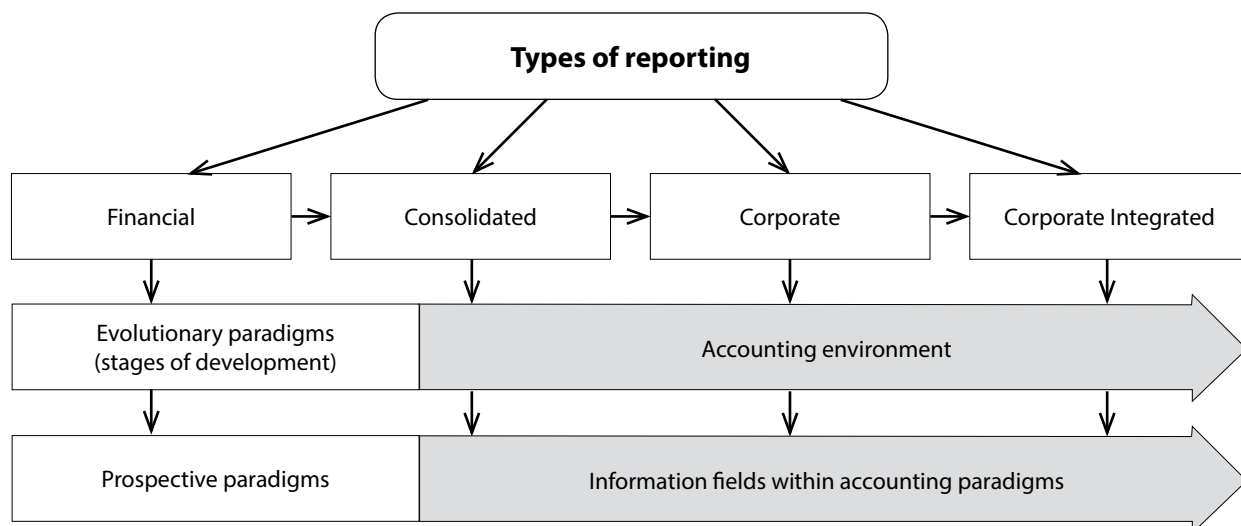 Types of reporting
Financial
Consolidated
Corporate
Corporate Integrated
Evolutionary paradigms
(stages of development)
Accounting environment
Prospective paradigms
Information fields within accounting paradigms